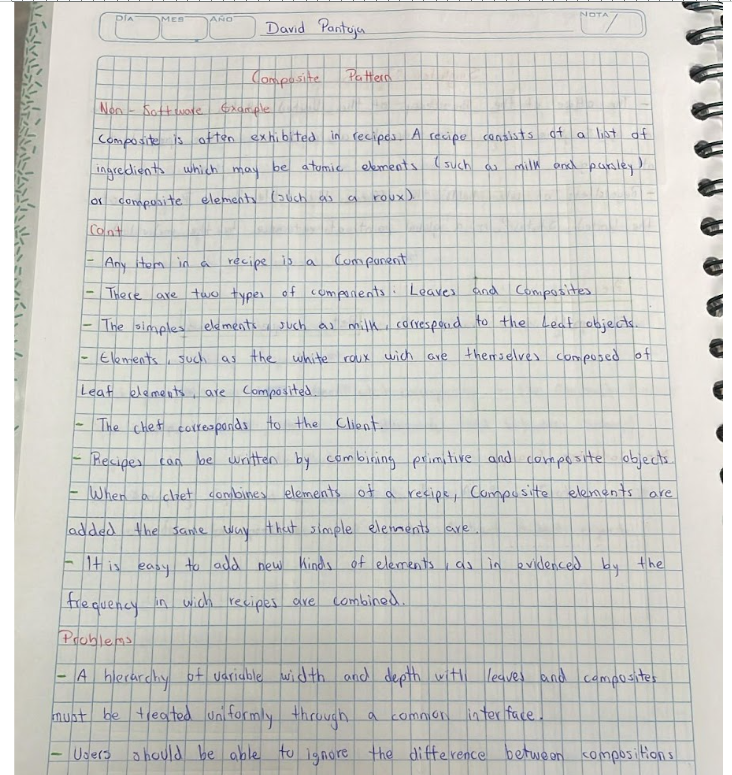 DÍA MES AÑO David Pantoja NOTA
Composite Pattern
Non-Software Example
Composite is often exhibited in recipes. A recipe consists of a list of
ingredients which may be atomic elements (such as milk and parsley)
or composite elements (such as a roux)
Cont
- Any item in a recipe is a Component
- There are two types of components. Leaves and Composites
- The simples elements, such as milk, correspond to the Leaf objects.
- Elements, such as the white roux wich are themselves composed of
Leaf elements, are Composited.
- The chef corresponds to the Client.
- Recipes can be written by combining primitive and composite objects
- When a chef combines elements of a recipe, Composite elements are
added the same way that simple elements are.
- It is easy to add new kinds of elements, as in evidenced by the
frequency in wich recipes are combined.
Problems
- A hierarchy of variable width and depth with leaves and composites
must be treated uniformly through a common interface.
- Users should be able to ignore the difference between compositions